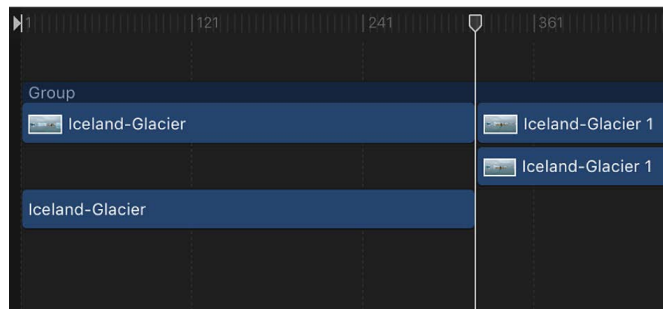 1 121 241 361
Group
Iceland-Glacier Iceland-Glacier 1
Iceland-Glacier 1
Iceland-Glacier